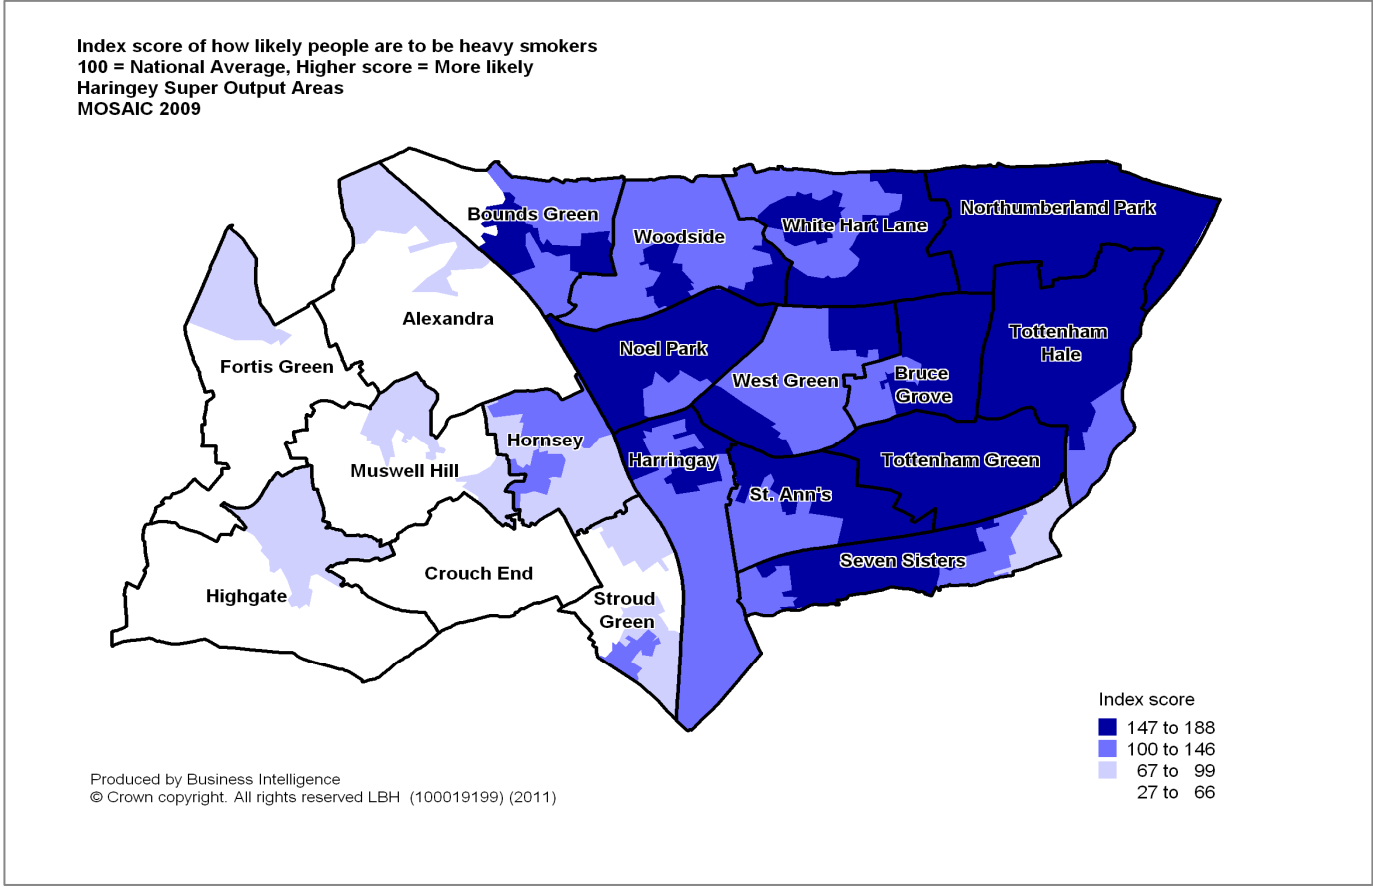 Index score of how likely people are to be heavy smokers
100 = National Average, Higher score = More likely
Haringey Super Output Areas
MOSAIC 2009
Northumberland Park
Bounds Green
White Hart Lane
Woodside
Alexandra
Tottenham
Hale
Noel Park
Fortis Green
West Green
Bruce
Grove
Hornsey
Harringay
Tottenham Green
Muswell Hill
St. Ann's
Seven Sisters
Crouch End
Highgate
Stroud
Green
Index score
147 to 188
100 to 146
67 to 99
27 to 66
Produced by Business Intelligence
© Crown copyright. All rights reserved LBH (100019199) (2011)